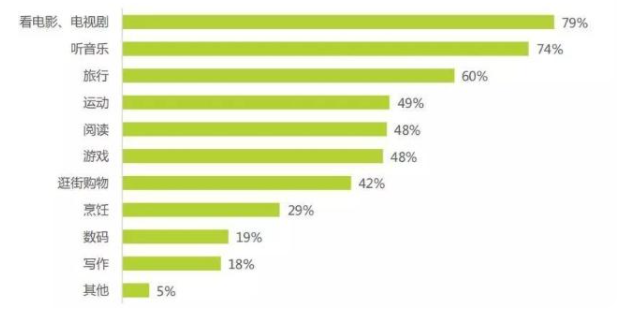 看电影、电视剧 79%
听音乐 74%
旅行 60%
运动 49%
阅读 48%
游戏 48%
逛街购物 42%
烹饪 29%
数码 19%
写作 18%
其他 5%